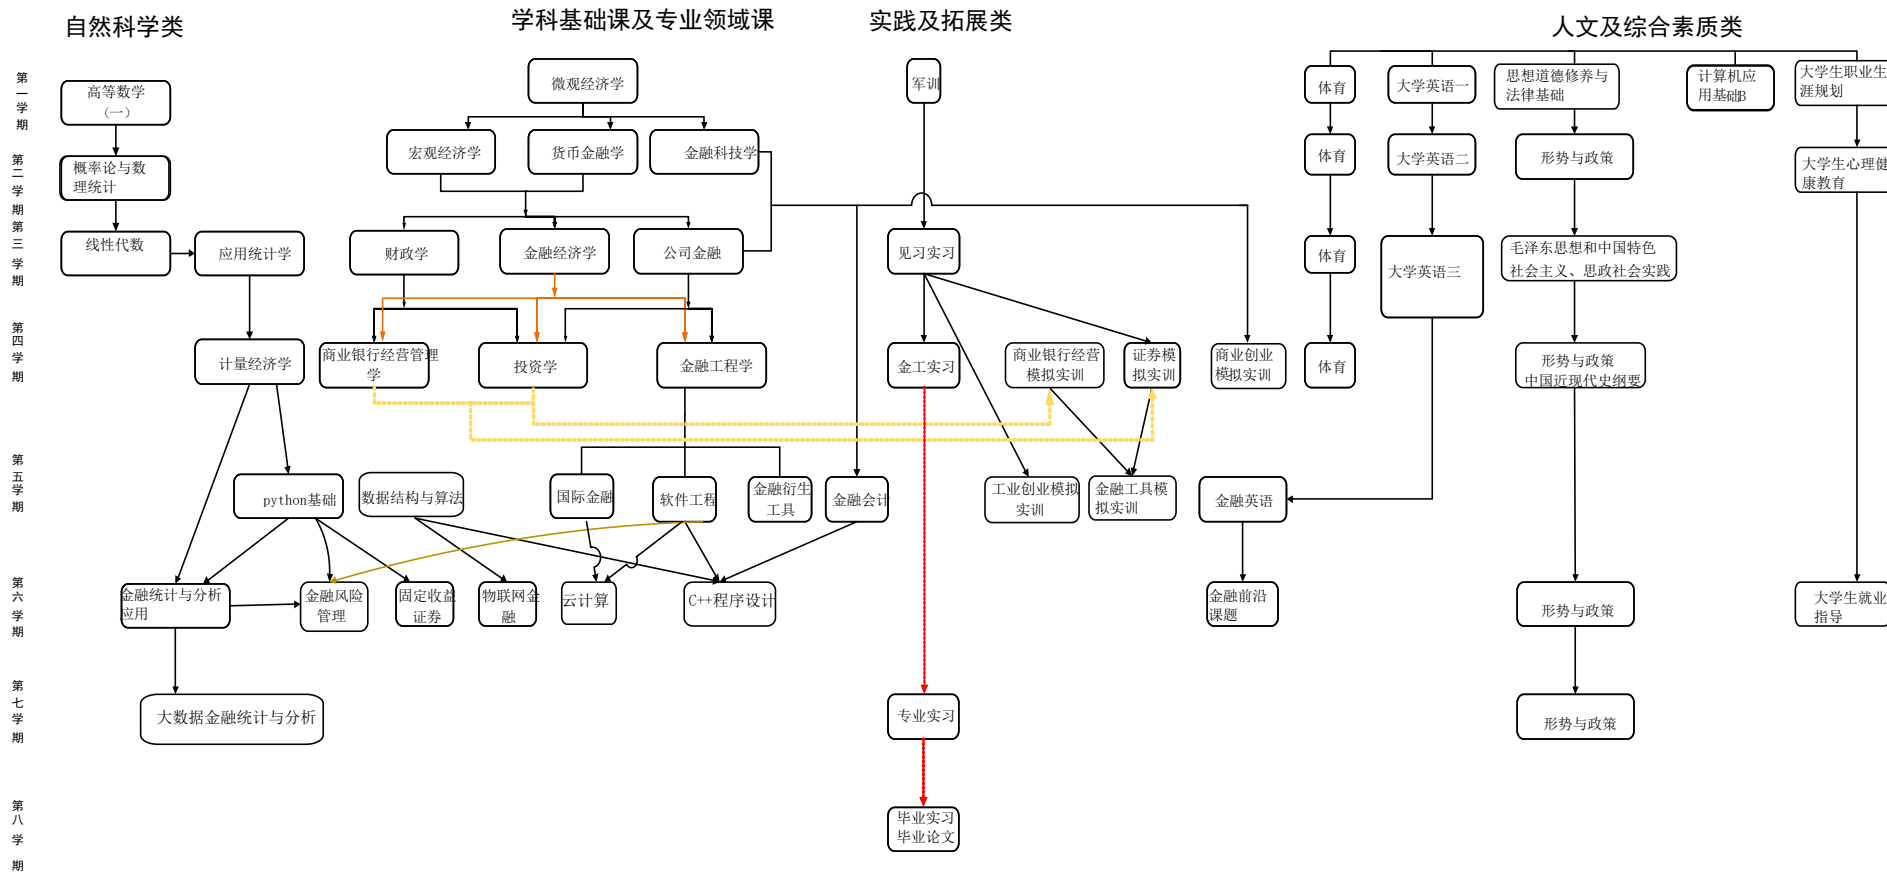 自然科学类
学科基础课及专业领域课
实践及拓展类
人文及综合素质类
第一学期
高等数学
（一）
微观经济学
军训
体育
大学英语一
思想道德修养与
法律基础
计算机应
用基础B
大学生职业生
涯规划
第二学期
概率论与数
理统计
宏观经济学
货币金融学
金融科技学
体育
大学英语二
形势与政策
大学生心理健
康教育
第三学期
线性代数
应用统计学
财政学
金融经济学
公司金融
见习实习
体育
大学英语三
毛泽东思想和中国特色
社会主义、思政社会实践
第四学期
计量经济学
商业银行经营管理
学
投资学
金融工程学
金工实习
商业银行经营
模拟实训
证券模
拟实训
商业创业
模拟实训
体育
形势与政策
中国近现代史纲要
第五学期
python基础
数据结构与算法
国际金融
软件工程
金融衍生
工具
金融会计
工业创业模拟
实训
金融工具模
拟实训
金融英语
第六学期
金融统计与分析
应用
金融风险
管理
固定收益
证券
物联网金
融
云计算
C++程序设计
金融前沿
课题
形势与政策
大学生就业
指导
第七学期
大数据金融统计与分析
专业实习
形势与政策
第八学期
毕业实习
毕业论文